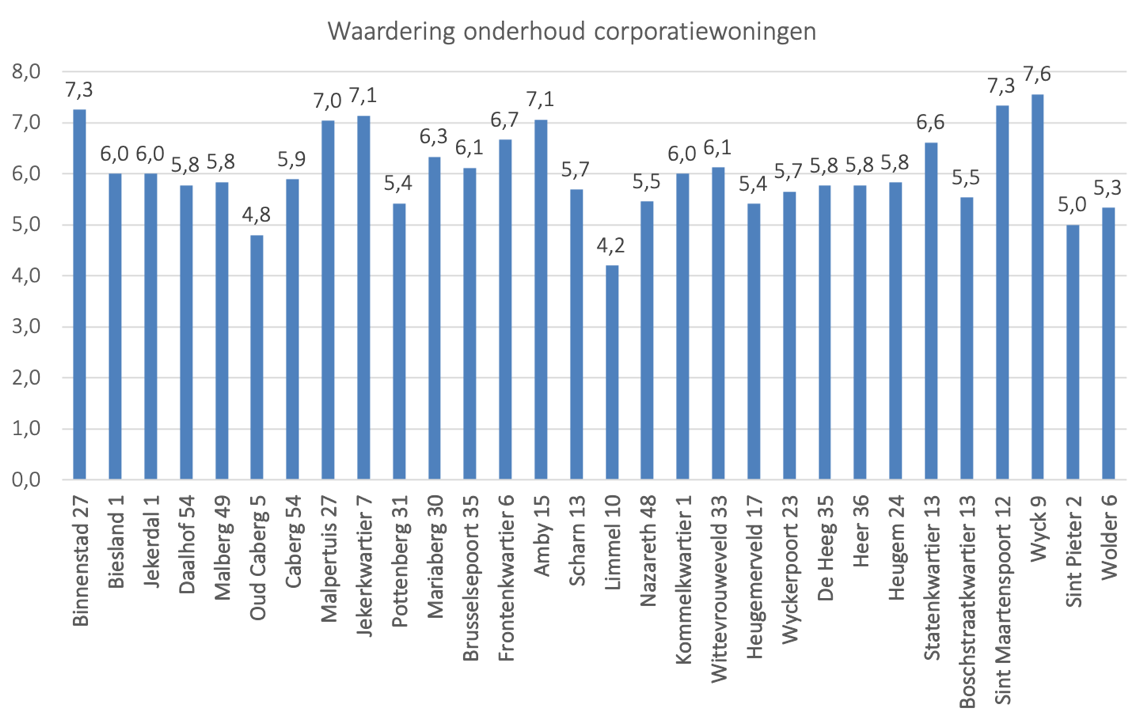 Waardering onderhoud corporatiewoningen
8,0
7,0
6,0
5,0
4,0
3,0
2,0
1,0
0,0
7,3
6,0
6,0
5,8
5,8
4,8
5,9
7,0
7,1
5,4
6,3
6,1
6,7
7,1
5,7
4,2
5,5
6,0
6,1
5,4
5,7
5,8
5,8
5,8
6,6
5,5
7,3
7,6
5,0
5,3
Binnenstad 27
Biesland 1
Jekerdal 1
Daalhof 54
Malberg 49
Oud Caberg 5
Caberg 54
Malpertuis 27
Jekerkwartier 7
Pottenberg 31
Mariaberg 30
Brusselsepoort 35
Frontenkwartier 6
Amby 15
Scharn 13
Limmel 10
Nazareth 48
Kommelkwartier 1
Wittevrouweveld 33
Heugemerveld 17
Wyckerpoort 23
De Heeg 35
Heer 36
Heugem 24
Statenkwartier 13
Boschstraatkwartier 13
Sint Maartenspoort 12
Wyck 9
Sint Pieter 2
Wolder 6